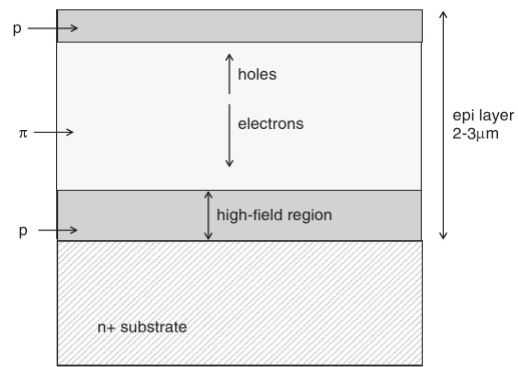 p
holes
electrons
epi layer
2-3μm
π
high-field region
p
n+ substrate